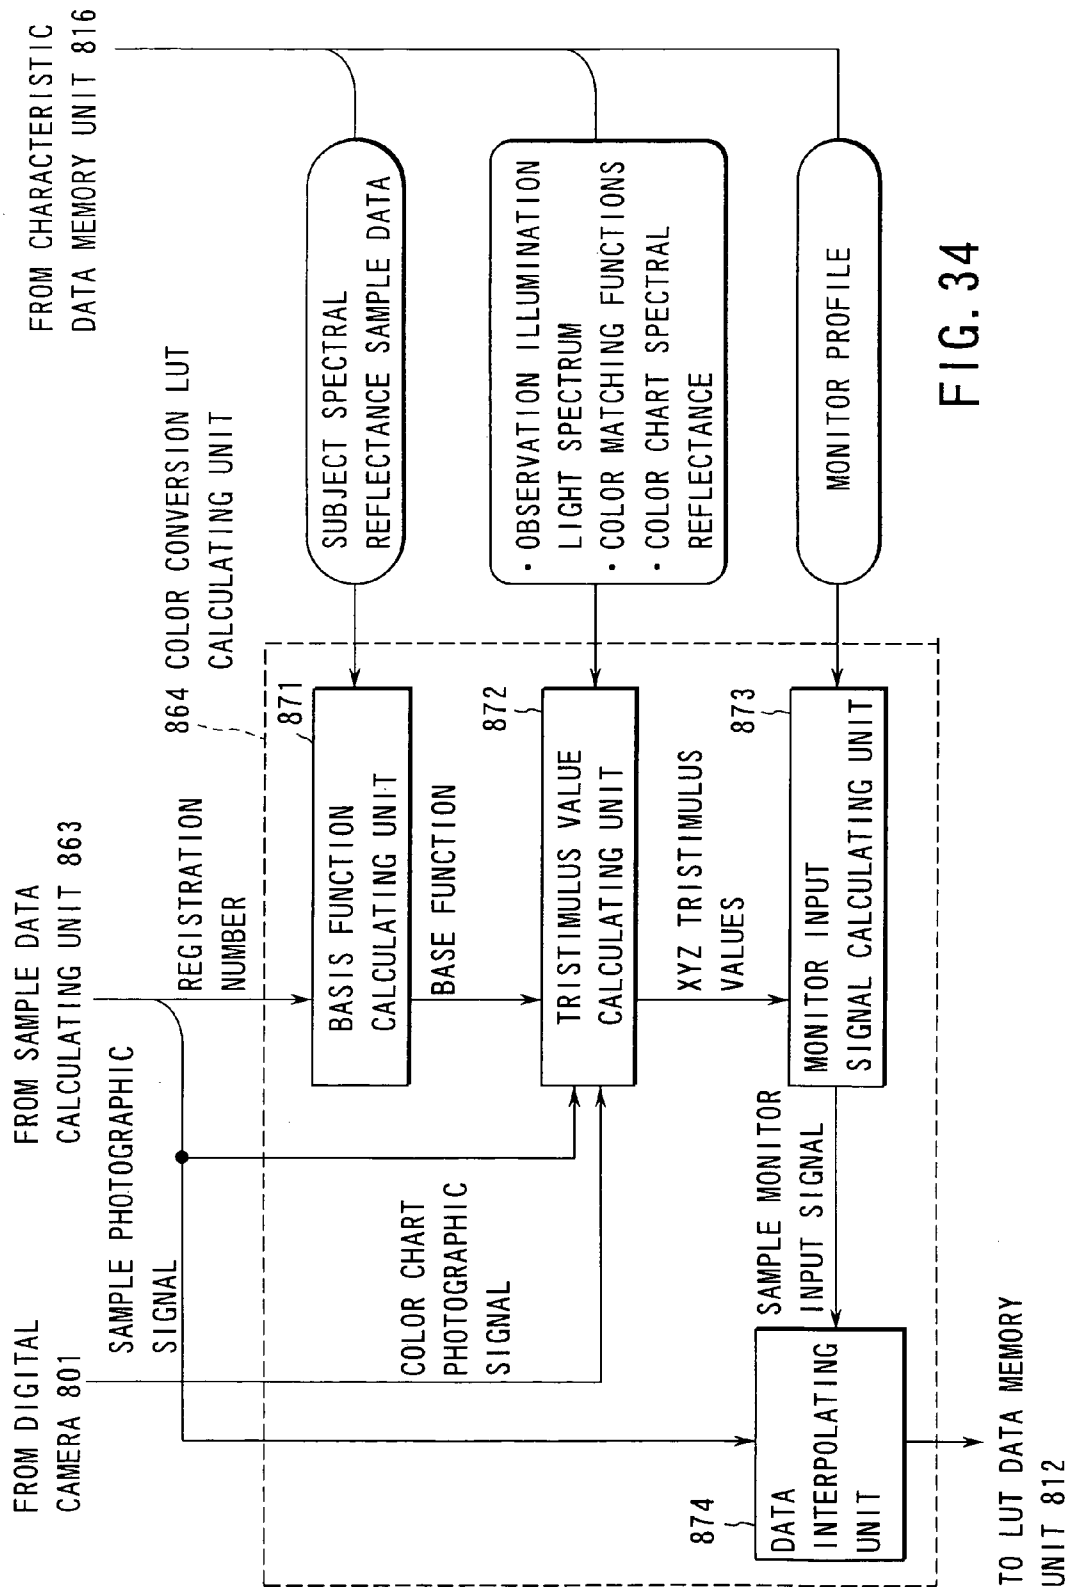 FROM DIGITAL
CAMERA 801
FROM SAMPLE DATA
CALCULATING UNIT 863
FROM CHARACTERISTIC
DATA MEMORY UNIT 816
SAMPLE PHOTOGRAPHIC
SIGNAL
REGISTRATION
NUMBER
864 COLOR CONVERSION LUT
CALCULATING UNIT
871
BASIS FUNCTION
CALCULATING UNIT
SUBJECT SPECTRAL
REFLECTANCE SAMPLE DATA
BASE FUNCTION
COLOR CHART
PHOTOGRAPHIC
SIGNAL
872
TRISTIMULUS VALUE
CALCULATING UNIT
· OBSERVATION ILLUMINATION
LIGHT SPECTRUM
· COLOR MATCHING FUNCTIONS
· COLOR CHART SPECTRAL
REFLECTANCE
XYZ TRISTIMULUS
VALUES
873
MONITOR INPUT
SIGNAL CALCULATING UNIT
MONITOR PROFILE
SAMPLE MONITOR
INPUT SIGNAL
874
DATA
INTERPOLATING
UNIT
TO LUT DATA MEMORY
UNIT 812
FIG.34